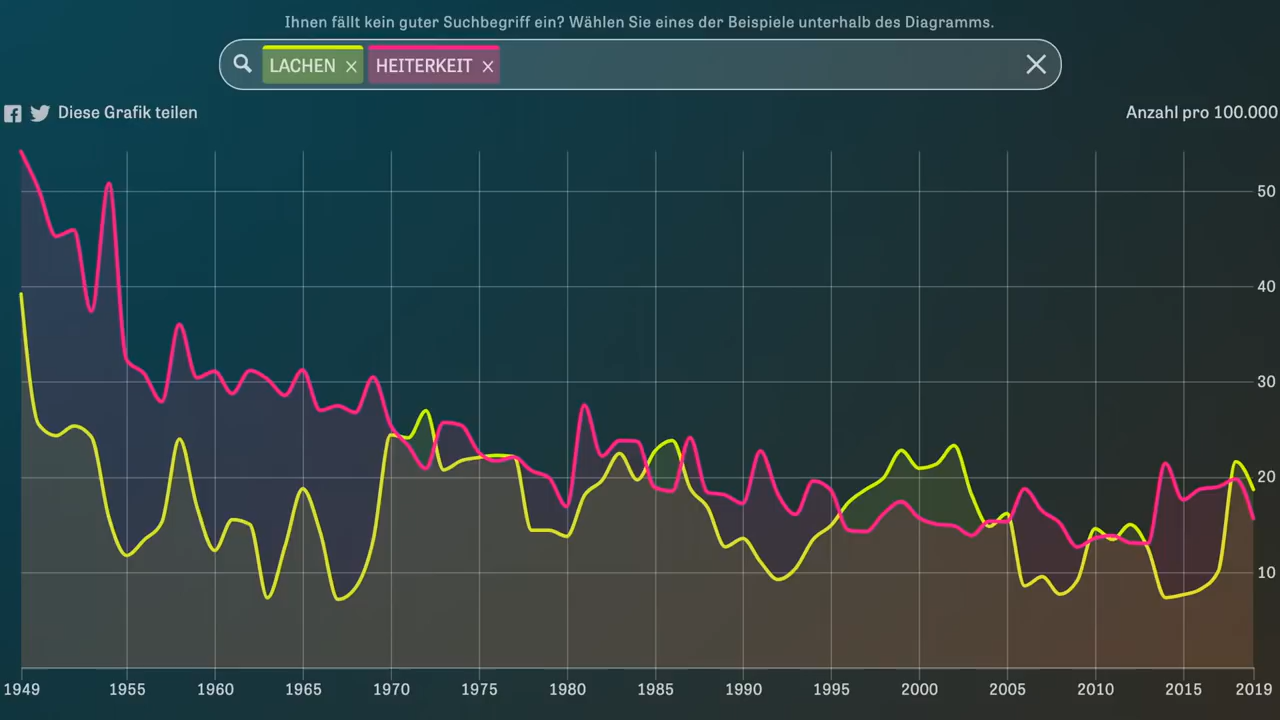 Ihnen fällt kein guter Suchbegriff ein? Wählen Sie eines der Beispiele unterhalb des Diagramms.
LACHEN × HEITERKEIT ×
Diese Grafik teilen
Anzahl pro 100.000
50
40
30
20
10
1949 1955 1960 1965 1970 1975 1980 1985 1990 1995 2000 2005 2010 2015 2019